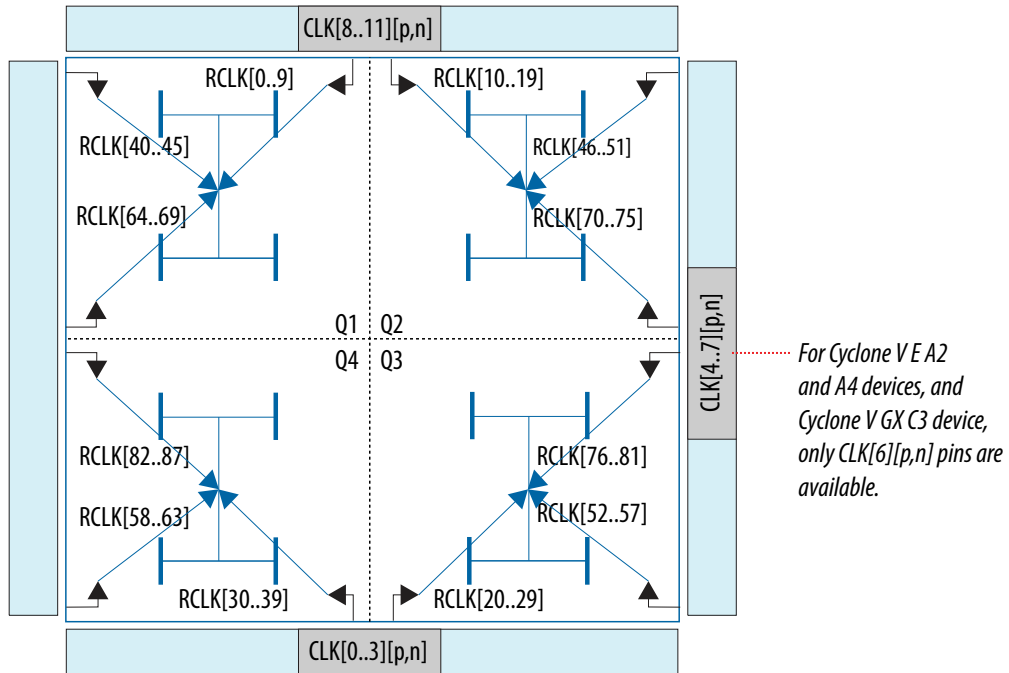 CLK[8..11][p,n]
RCLK[0..9]
RCLK[10..19]
RCLK[40..45]
RCLK[46..51]
RCLK[64..69]
RCLK[70..75]
Q1
Q2
Q4
Q3
CLK[4..7][p,n]
For Cyclone V E A2
and A4 devices, and
Cyclone V GX C3 device,
only CLK[6][p,n] pins are
available.
RCLK[82..87]
RCLK[76..81]
RCLK[58..63]
RCLK[52..57]
RCLK[30..39]
RCLK[20..29]
CLK[0..3][p,n]